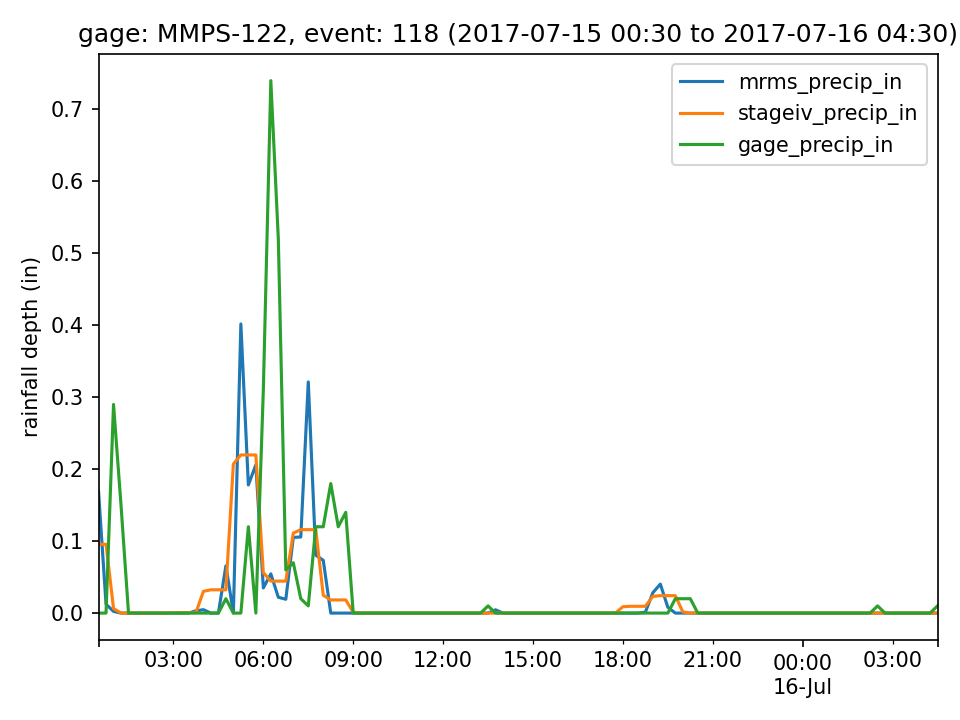 gage: MMPS-122, event: 118 (2017-07-15 00:30 to 2017-07-16 04:30)
mrms_precip_in
stageiv_precip_in
gage_precip_in
rainfall depth (in)
0.7
0.6
0.5
0.4
0.3
0.2
0.1
0.0
03:00 06:00 09:00 12:00 15:00 18:00 21:00 00:00 03:00
16-Jul